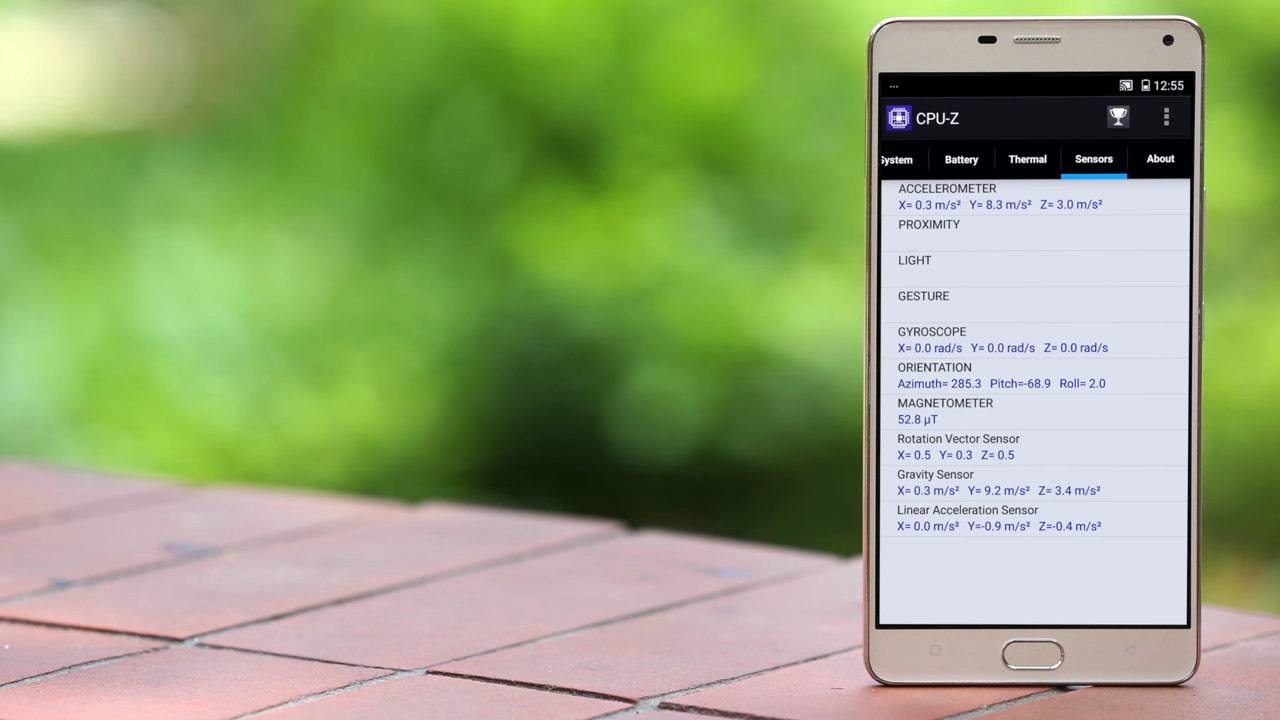 ... 12:55
CPU-Z
System Battery Thermal Sensors About
ACCELEROMETER
X= 0.3 m/s² Y= 8.3 m/s² Z= 3.0 m/s²
PROXIMITY
LIGHT
GESTURE
GYROSCOPE
X= 0.0 rad/s Y= 0.0 rad/s Z= 0.0 rad/s
ORIENTATION
Azimuth= 285.3 Pitch=-68.9 Roll= 2.0
MAGNETOMETER
52.8 µT
Rotation Vector Sensor
X= 0.5 Y= 0.3 Z= 0.5
Gravity Sensor
X= 0.3 m/s² Y= 9.2 m/s² Z= 3.4 m/s²
Linear Acceleration Sensor
X= 0.0 m/s² Y=-0.9 m/s² Z=-0.4 m/s²